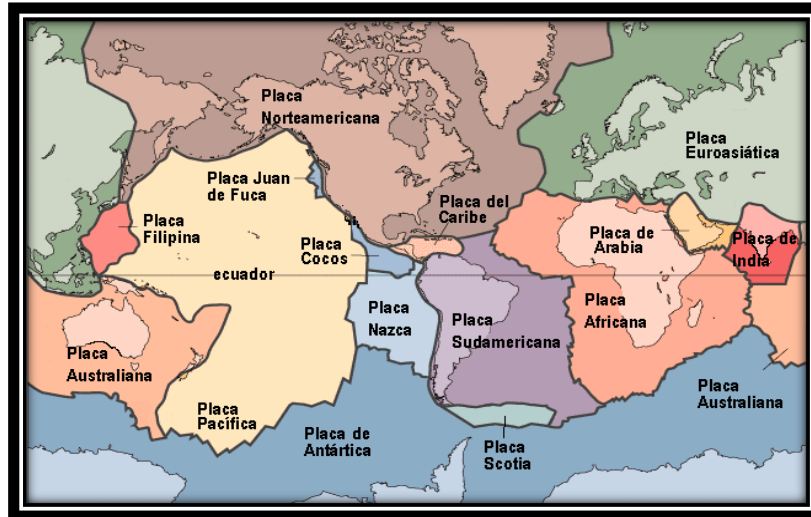 Placa
Norteamericana
Placa
Euroasiática
Placa Juan
de Fuca
Placa del
Caribe
Placa
Filipina
Placa de
Arabia
Placa de
India
Placa
Cocos
ecuador
Placa
Nazca
Placa
Africana
Placa
Sudamericana
Placa
Australiana
Placa
Australiana
Placa
Pacífica
Placa de
Antártica
Placa
Scotia